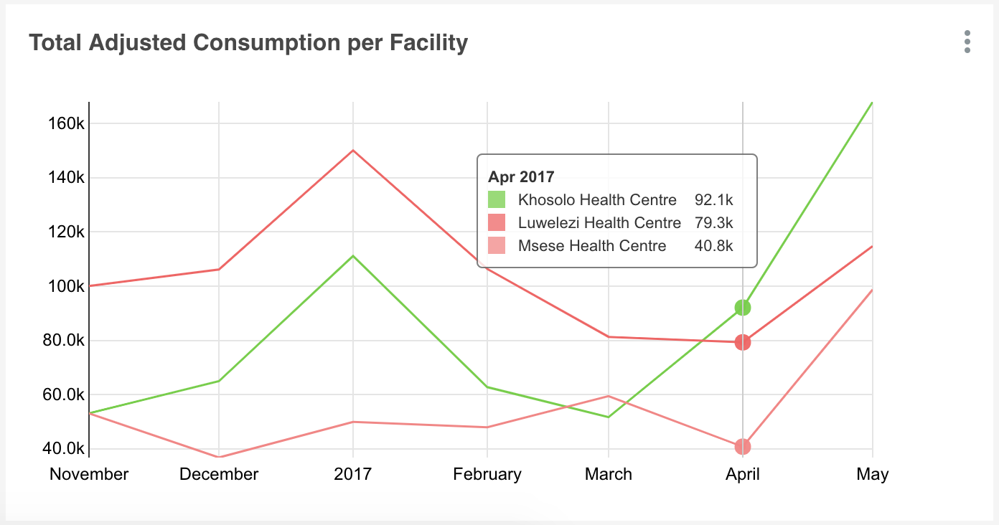 Total Adjusted Consumption per Facility
160k
140k
120k
100k
80.0k
60.0k
40.0k
Apr 2017
Khosolo Health Centre 92.1k
Luwelezi Health Centre 79.3k
Msese Health Centre 40.8k
November December 2017 February March April May